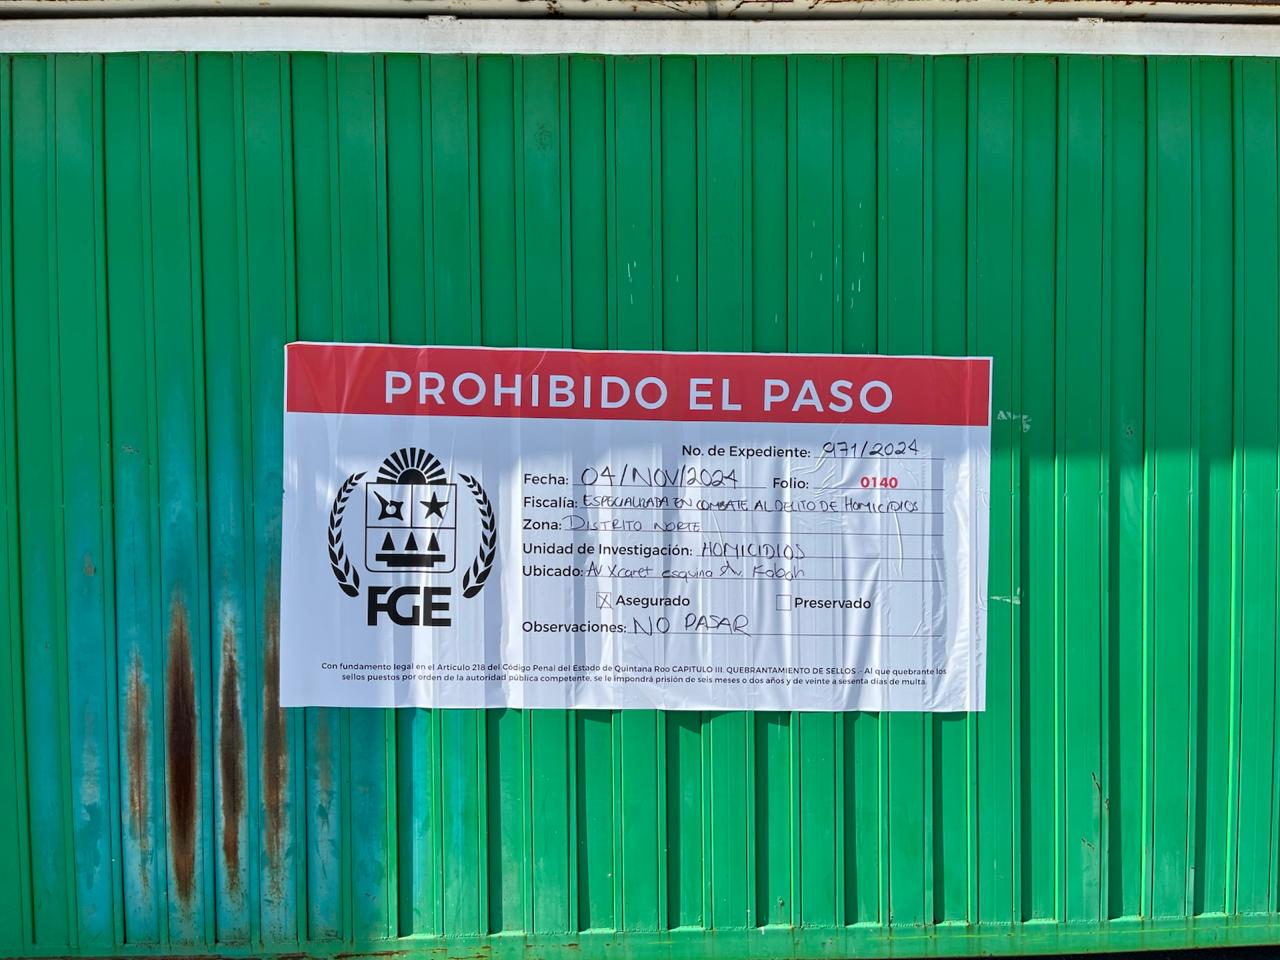 PROHIBIDO EL PASO
No. de Expediente: 971/2024
Fecha: 04/NOV/2024 Folio: 0140
Fiscalía: ESPECIALIZADA EN COMBATE AL DELITO DE HOMICIDIOS
Zona: DISTRITO NORTE
Unidad de Investigación: HOMICIDIOS
Ubicado: AV Xcaret esquina Av. Kabah
X Asegurado Preservado
Observaciones: NO PASAR
FGE
Con fundamento legal en el Artículo 218 del Código Penal del Estado de Quintana Roo CAPITULO III. QUEBRANTAMIENTO DE SELLOS.- Al que quebrante los
sellos puestos por orden de la autoridad pública competente, se le impondrá prisión de seis meses o dos años y de veinte a sesenta días de multa.